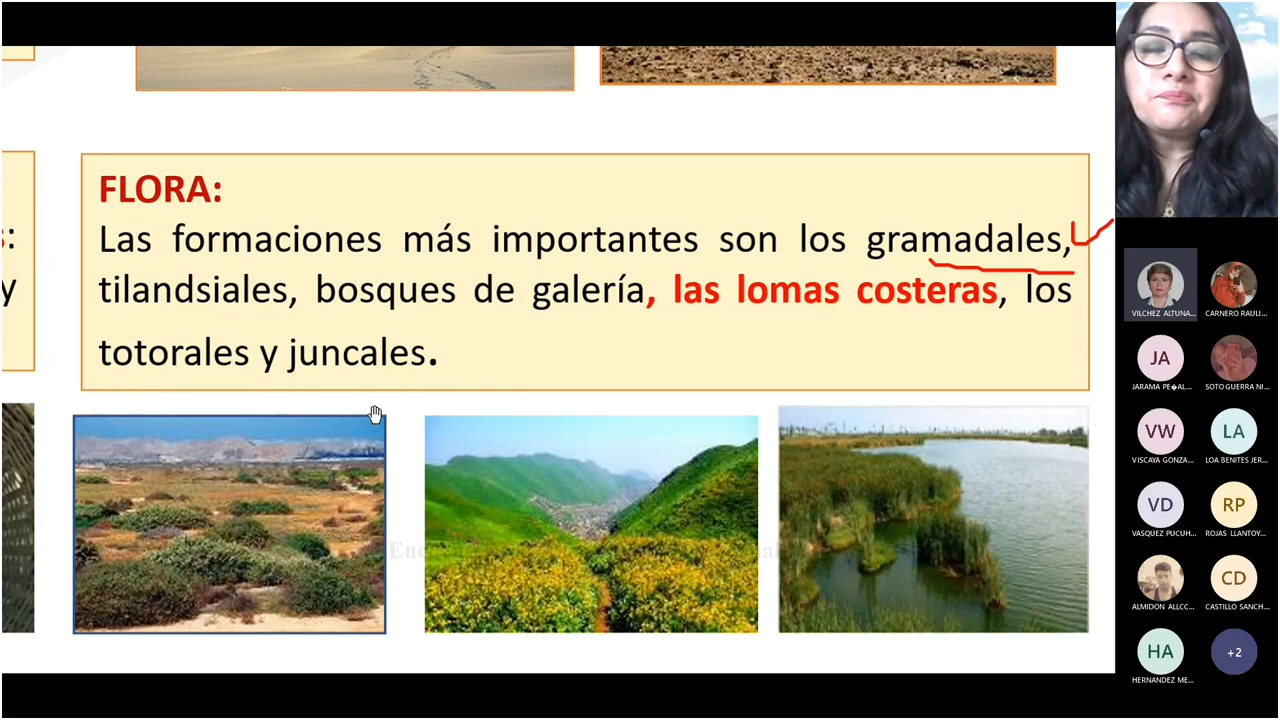 s:
y
FLORA:
Las formaciones más importantes son los gramadales,
tilandsiales, bosques de galería, las lomas costeras, los
totorales y juncales.
VILCHEZ ALTUNA...
CARNERO RAULI...
JA
JARAMA PE�AL...
SOTO GUERRA NI...
VW
VISCAYA GONZA...
LA
LOA BENITES JER...
VD
VASQUEZ PUCUH...
RP
ROJAS LLANTOY...
ALMIDON ALLCC...
CD
CASTILLO SANCH...
HA
HERNANDEZ ME...
+2